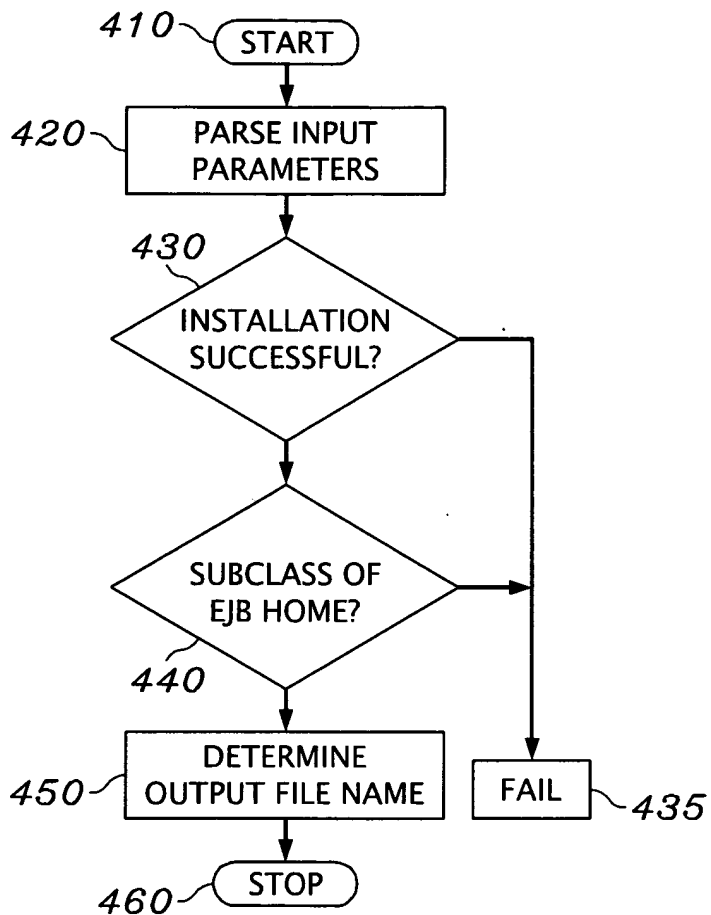 410
START
420
PARSE INPUT
PARAMETERS
430
INSTALLATION
SUCCESSFUL?
SUBCLASS OF
EJB HOME?
440
DETERMINE
OUTPUT FILE NAME
450
FAIL
435
STOP
460